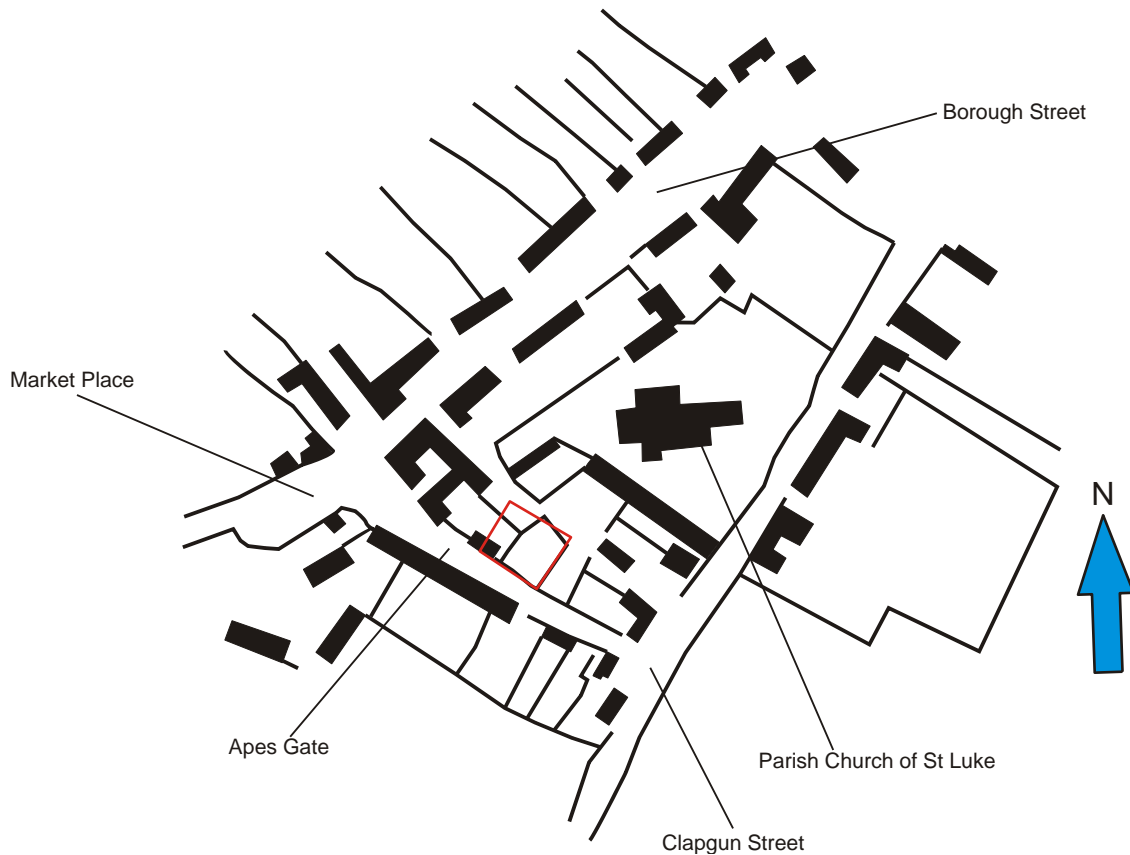 Borough Street
Market Place
N
Apes Gate
Parish Church of St Luke
Clapgun Street